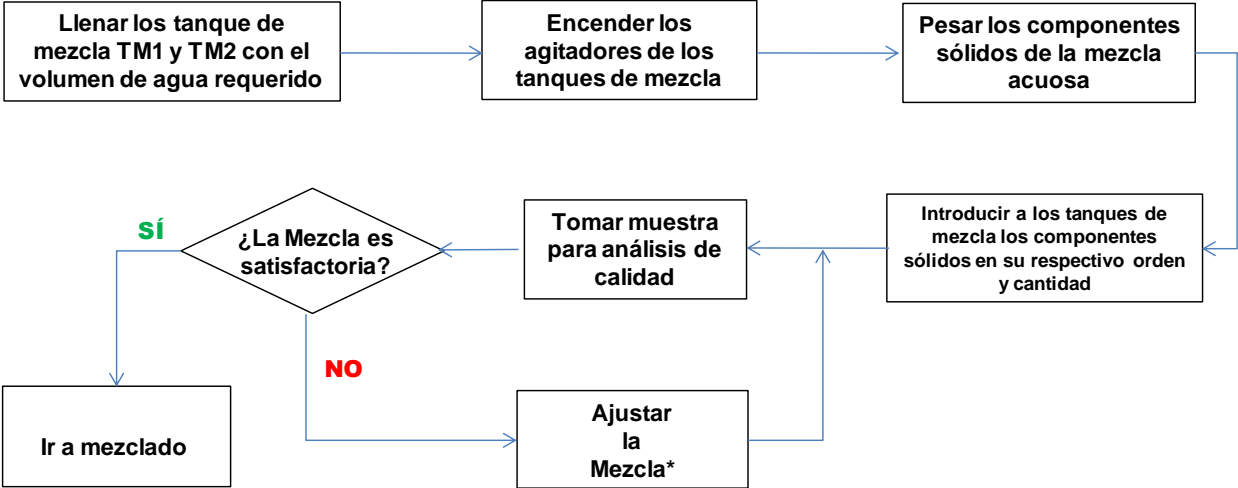 Llenar los tanque de
mezcla TM1 y TM2 con el
volumen de agua requerido
Encender los
agitadores de los
tanques de mezcla
Pesar los componentes
sólidos de la mezcla
acuosa
Introducir a los tanques de
mezcla los componentes
sólidos en su respectivo orden
y cantidad
Tomar muestra
para análisis de
calidad
¿La Mezcla es
satisfactoria?
SÍ
NO
Ir a mezclado
Ajustar
la
Mezcla*